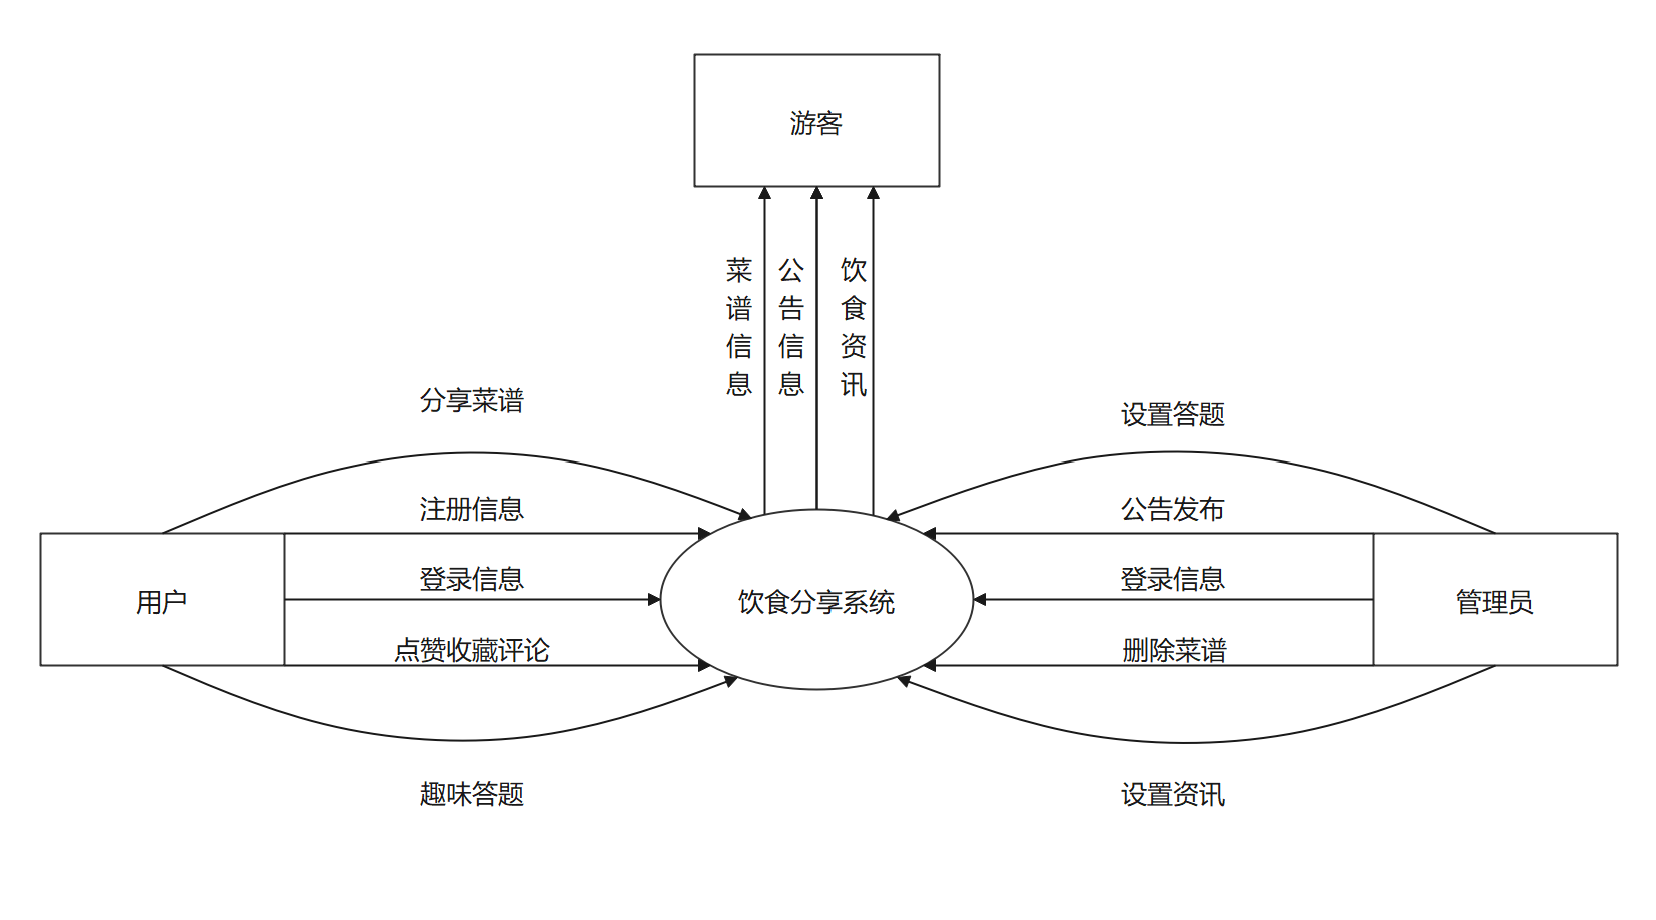 游客
菜谱信息
公告信息
饮食资讯
分享菜谱
设置答题
注册信息
公告发布
登录信息
登录信息
用户
饮食分享系统
管理员
点赞收藏评论
删除菜谱
趣味答题
设置资讯